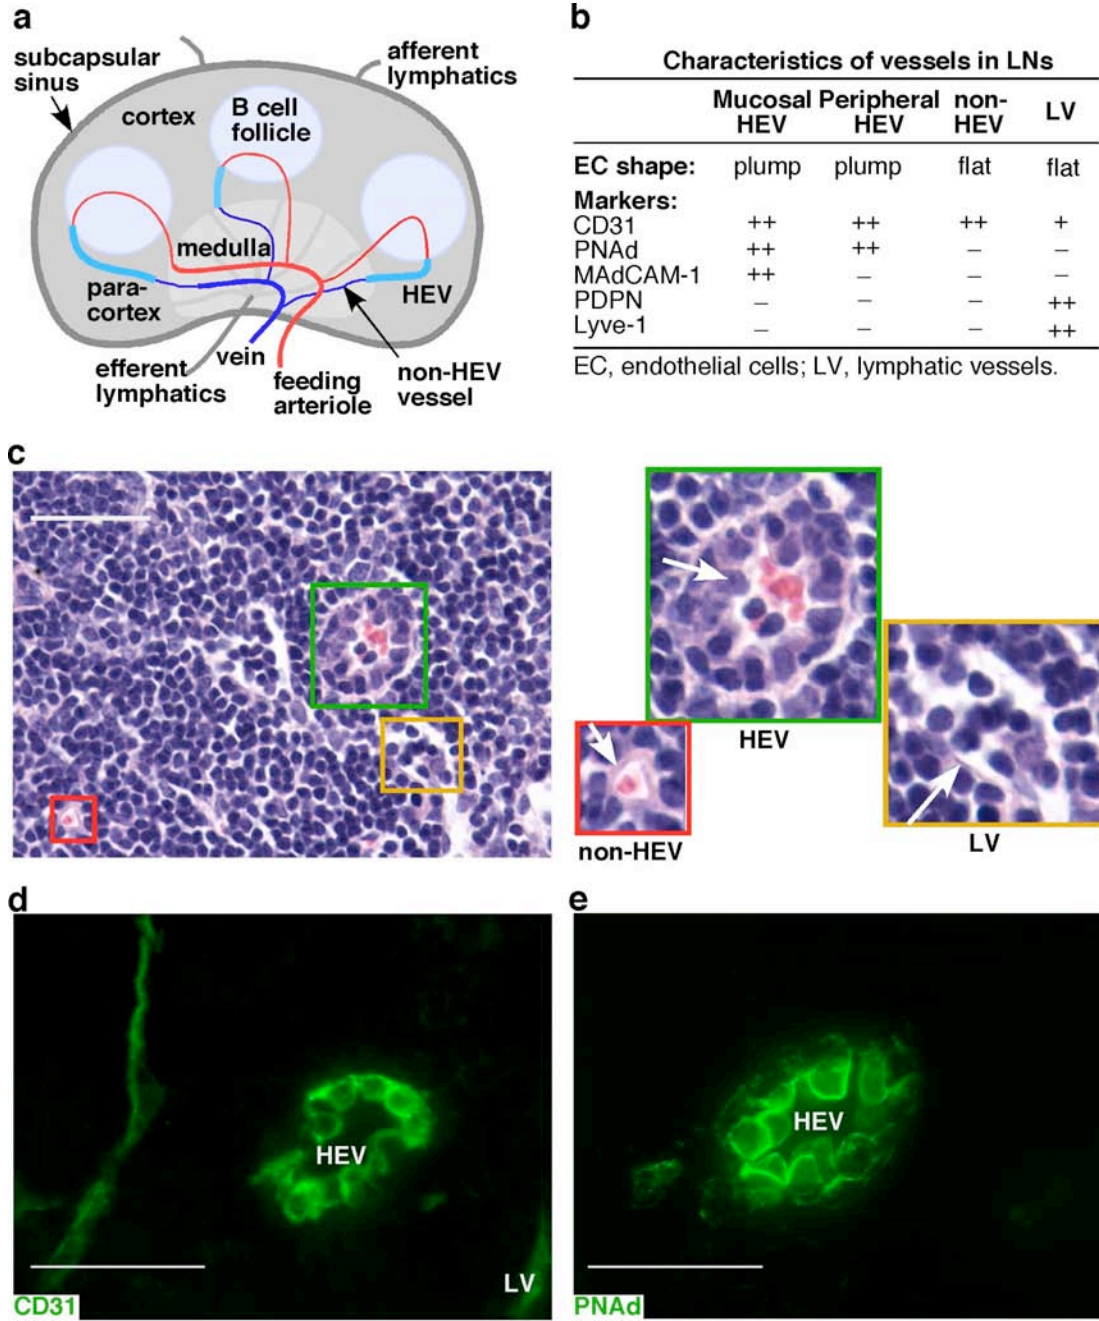 a
subcapsular
sinus
afferent
lymphatics
cortex
B cell
follicle
medulla
para-
cortex
HEV
efferent
lymphatics
vein
feeding
arteriole
non-HEV
vessel
b
Characteristics of vessels in LNs
Mucosal HEV Peripheral HEV non-HEV LV
EC shape: plump plump flat flat
Markers:
CD31 ++ ++ ++ +
PNAd ++ ++ – –
MAdCAM-1 ++ – – –
PDPN – – – ++
Lyve-1 – – – ++
EC, endothelial cells; LV, lymphatic vessels.
c
HEV
non-HEV
LV
d
HEV
LV
CD31
e
HEV
PNAd